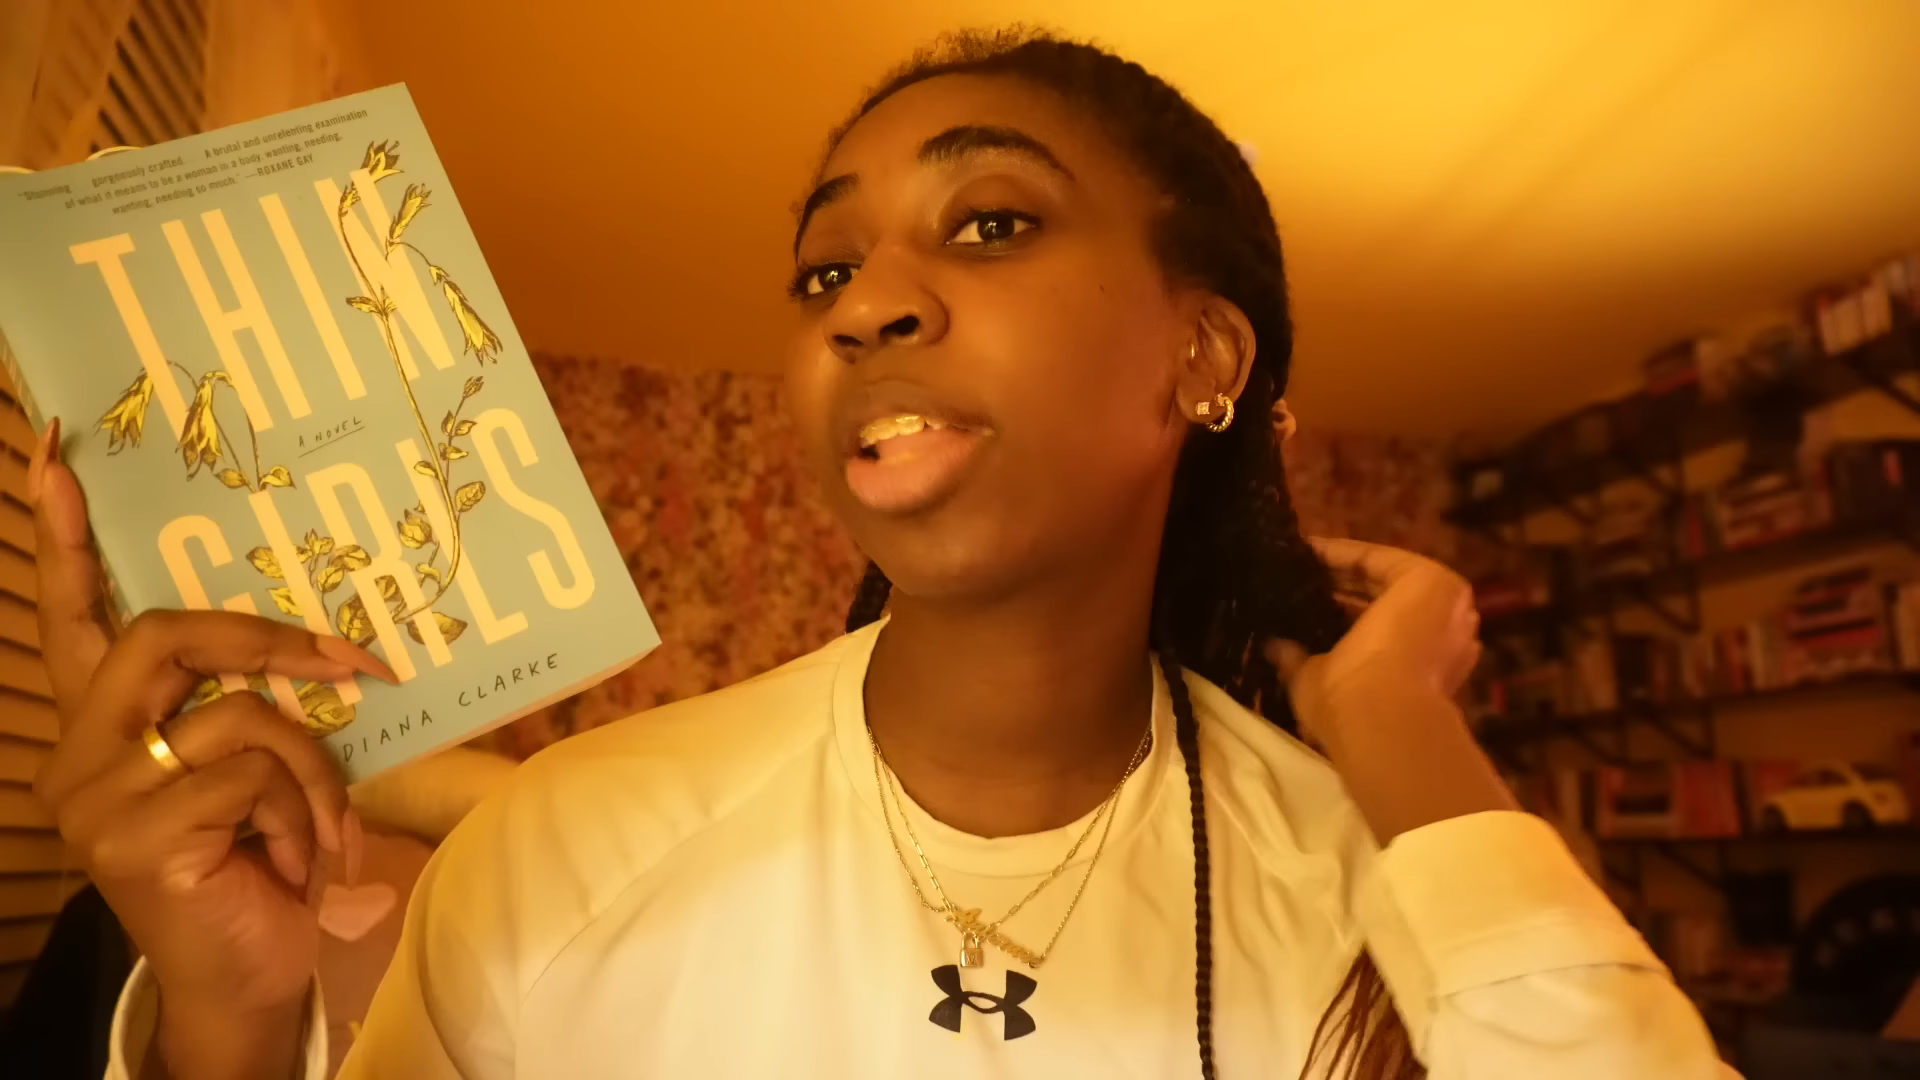 "Stunning gorgeously crafted. A brutal and unrelenting examination
of what it means to be a woman in a body, wanting, needing,
wanting, needing so much." —ROXANE GAY
THIN
A NOVEL
GIRLS
DIANA CLARKE